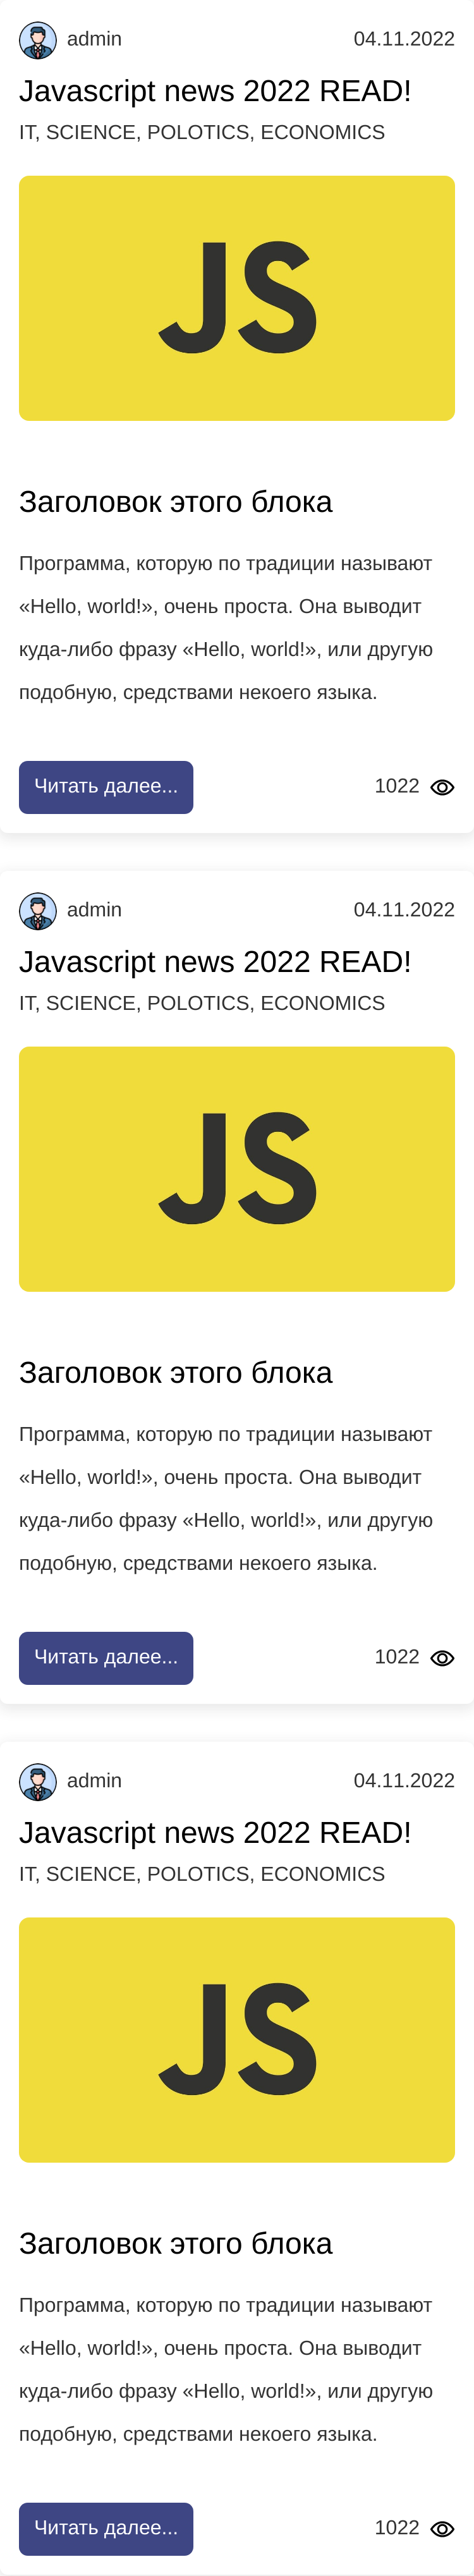 admin 04.11.2022
Javascript news 2022 READ!
IT, SCIENCE, POLOTICS, ECONOMICS
JS
Заголовок этого блока
Программа, которую по традиции называют
«Hello, world!», очень проста. Она выводит
куда-либо фразу «Hello, world!», или другую
подобную, средствами некоего языка.
Читать далее... 1022
admin 04.11.2022
Javascript news 2022 READ!
IT, SCIENCE, POLOTICS, ECONOMICS
JS
Заголовок этого блока
Программа, которую по традиции называют
«Hello, world!», очень проста. Она выводит
куда-либо фразу «Hello, world!», или другую
подобную, средствами некоего языка.
Читать далее... 1022
admin 04.11.2022
Javascript news 2022 READ!
IT, SCIENCE, POLOTICS, ECONOMICS
JS
Заголовок этого блока
Программа, которую по традиции называют
«Hello, world!», очень проста. Она выводит
куда-либо фразу «Hello, world!», или другую
подобную, средствами некоего языка.
Читать далее... 1022